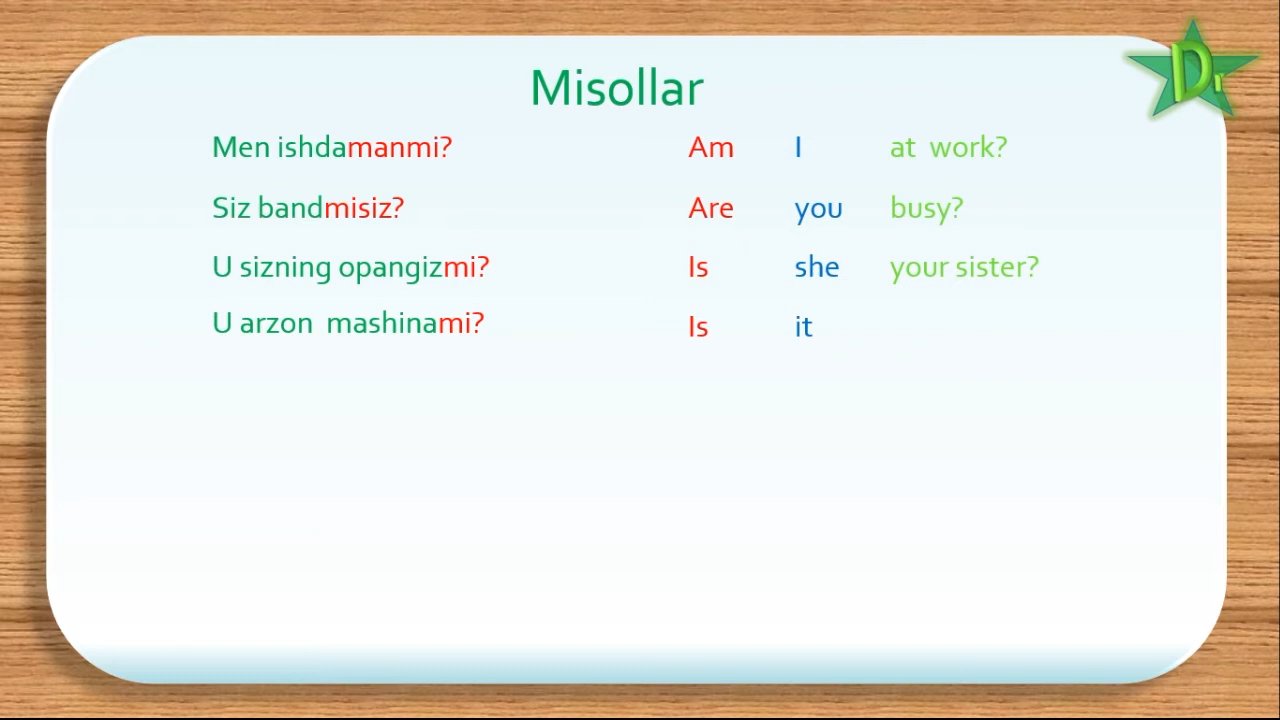 Misollar
Dr
Men ishdamanmi? Am I at work?
Siz bandmisiz? Are you busy?
U sizning opangizmi? Is she your sister?
U arzon mashinami? Is it